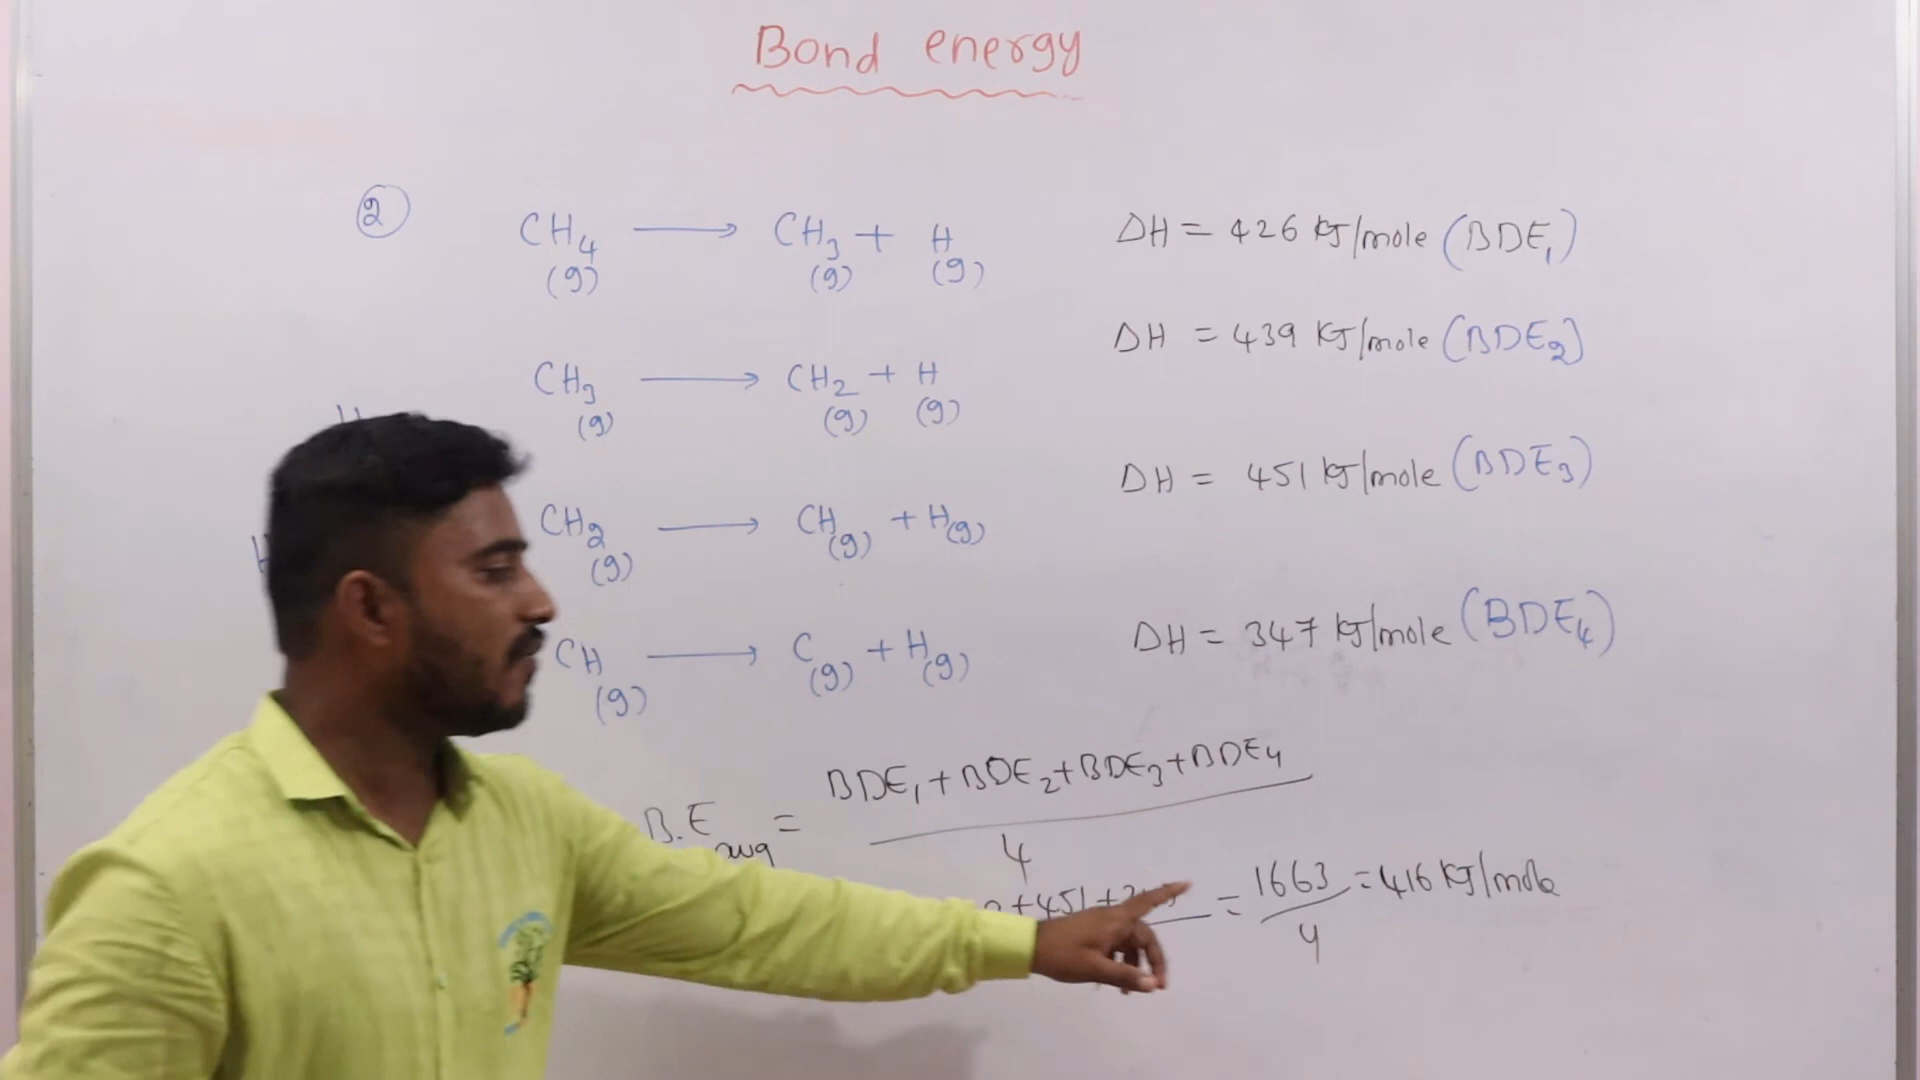 Bond energy
②
CH₄(g) ⟶ CH₃(g) + H(g) ΔH = 426 KJ/mole (BDE₁)
CH₃(g) ⟶ CH₂(g) + H(g) ΔH = 439 KJ/mole (BDE₂)
CH₂(g) ⟶ CH(g) + H(g) ΔH = 451 KJ/mole (BDE₃)
CH(g) ⟶ C(g) + H(g) ΔH = 347 KJ/mole (BDE₄)
B.E avg = BDE₁ + BDE₂ + BDE₃ + BDE₄ / 4
+ 451 + = 1663 / 4 = 416 KJ/mole